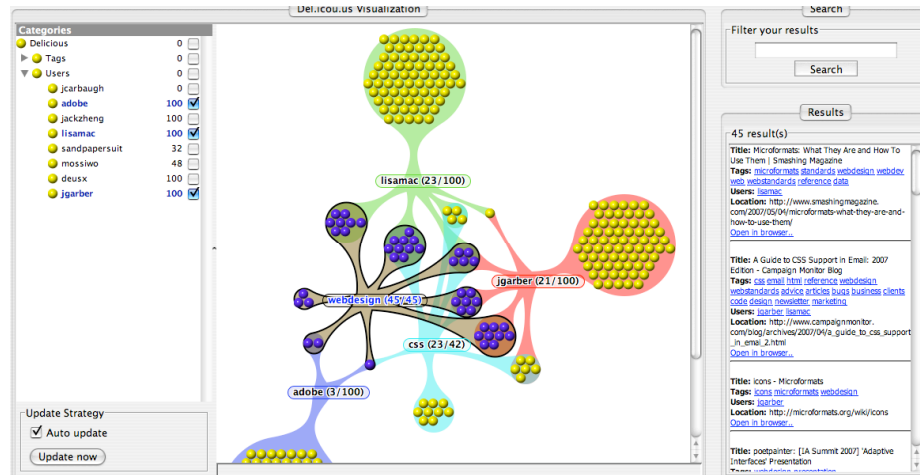 Del.icou.us Visualization
Categories
Delicious 0
Tags 0
Users 0
jcarbaugh 0
adobe 100
jackzheng 100
lisamac 100
sandpapersuit 32
mossiwo 48
deusx 100
jgarber 100
Update Strategy
Auto update
Update now
lisamac (23/100)
jgarber (21/100)
webdesign (45/45)
css (23/42)
adobe (3/100)
Search
Filter your results
Search
Results
45 result(s)
Title: Microformats: What They Are and How To
Use Them | Smashing Magazine
Tags: microformats standards webdesign webdev
web webstandards reference data
Users: lisamac
Location: http://www.smashingmagazine.
com/2007/05/04/microformats-what-they-are-and-
how-to-use-them/
Open in browser..
Title: A Guide to CSS Support in Email: 2007
Edition - Campaign Monitor Blog
Tags: css email html reference webdesign
webstandards advice articles bugs business clients
code design newsletter marketing
Users: jgarber lisamac
Location: http://www.campaignmonitor.
com/blog/archives/2007/04/a_guide_to_css_support
_in_emai_2.html
Open in browser..
Title: icons - Microformats
Tags: icons microformats webdesign
Users: jgarber
Location: http://microformats.org/wiki/icons
Open in browser..
Title: poetpainter: [IA Summit 2007] 'Adaptive
Interfaces' Presentation
Tags: webdesign presentation